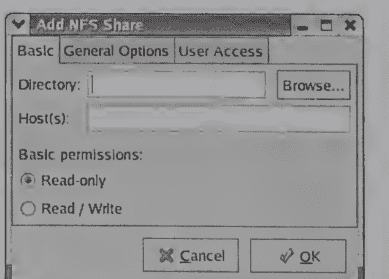 Add NFS Share
Basic General Options User Access
Directory: Browse...
Host(s):
Basic permissions:
Read-only
Read / Write
Cancel OK